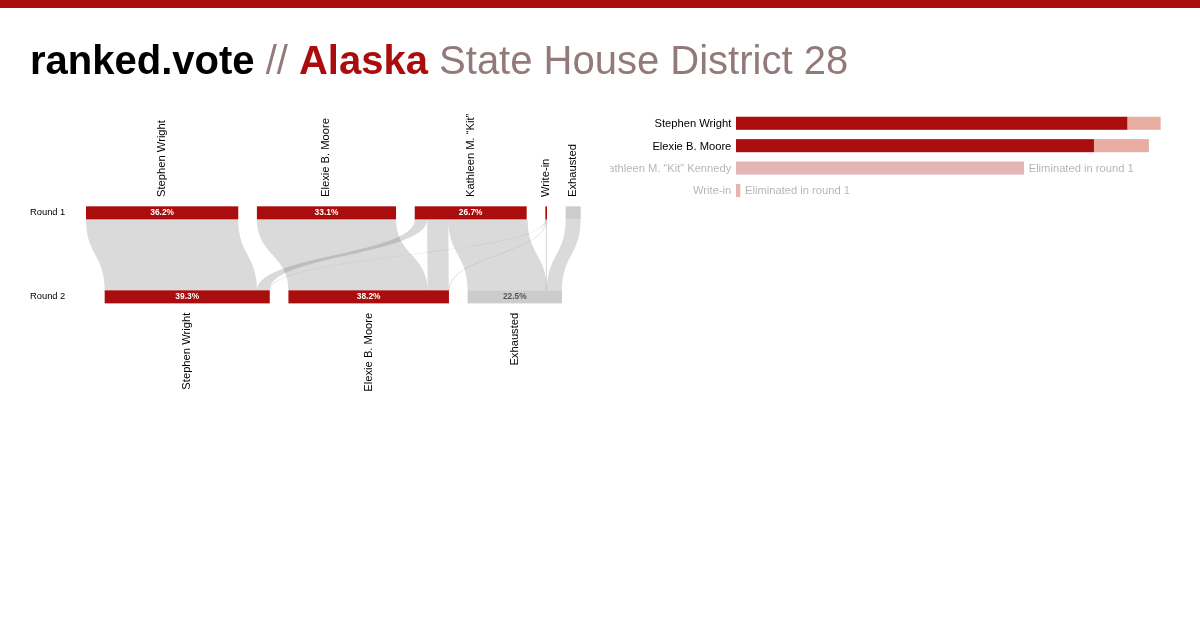 ranked.vote // Alaska State House District 28
Stephen Wright
Elexie B. Moore
Kathleen M. “Kit”
Write-in
Exhausted
Round 1
36.2%
33.1%
26.7%
Round 2
39.3%
38.2%
22.5%
Stephen Wright
Elexie B. Moore
Exhausted
Stephen Wright
Elexie B. Moore
athleen M. “Kit” Kennedy Eliminated in round 1
Write-in Eliminated in round 1